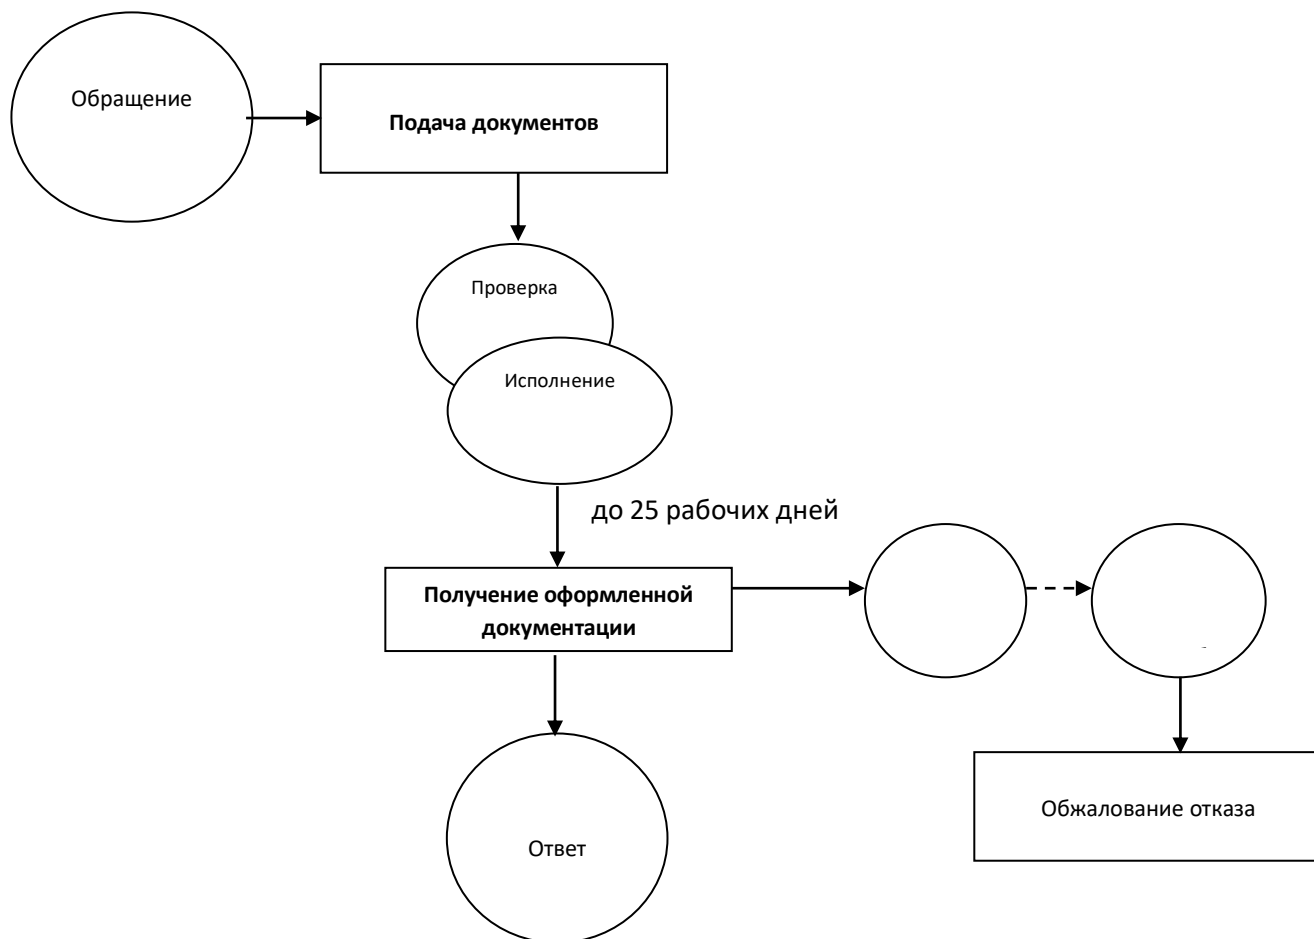 Обращение
Подача документов
Проверка
Исполнение
до 25 рабочих дней
Получение оформленной
документации
Ответ
Обжалование отказа